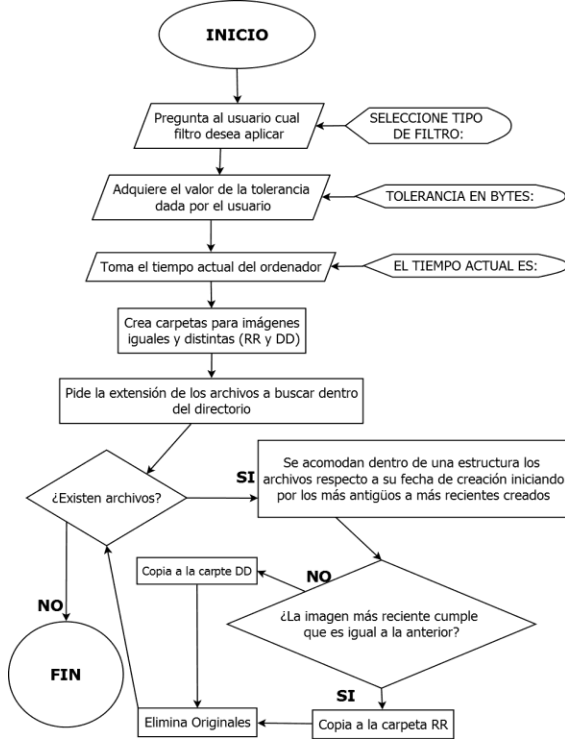 INICIO
Pregunta al usuario cual
filtro desea aplicar
SELECCIONE TIPO
DE FILTRO:
Adquiere el valor de la tolerancia
dada por el usuario
TOLERANCIA EN BYTES:
Toma el tiempo actual del ordenador
EL TIEMPO ACTUAL ES:
Crea carpetas para imágenes
iguales y distintas (RR y DD)
Pide la extensión de los archivos a buscar dentro
del directorio
¿Existen archivos?
SI
Se acomodan dentro de una estructura los
archivos respecto a su fecha de creación iniciando
por los más antigüos a más recientes creados
Copia a la carpte DD
NO
¿La imagen más reciente cumple
que es igual a la anterior?
NO
FIN
SI
Elimina Originales
Copia a la carpeta RR